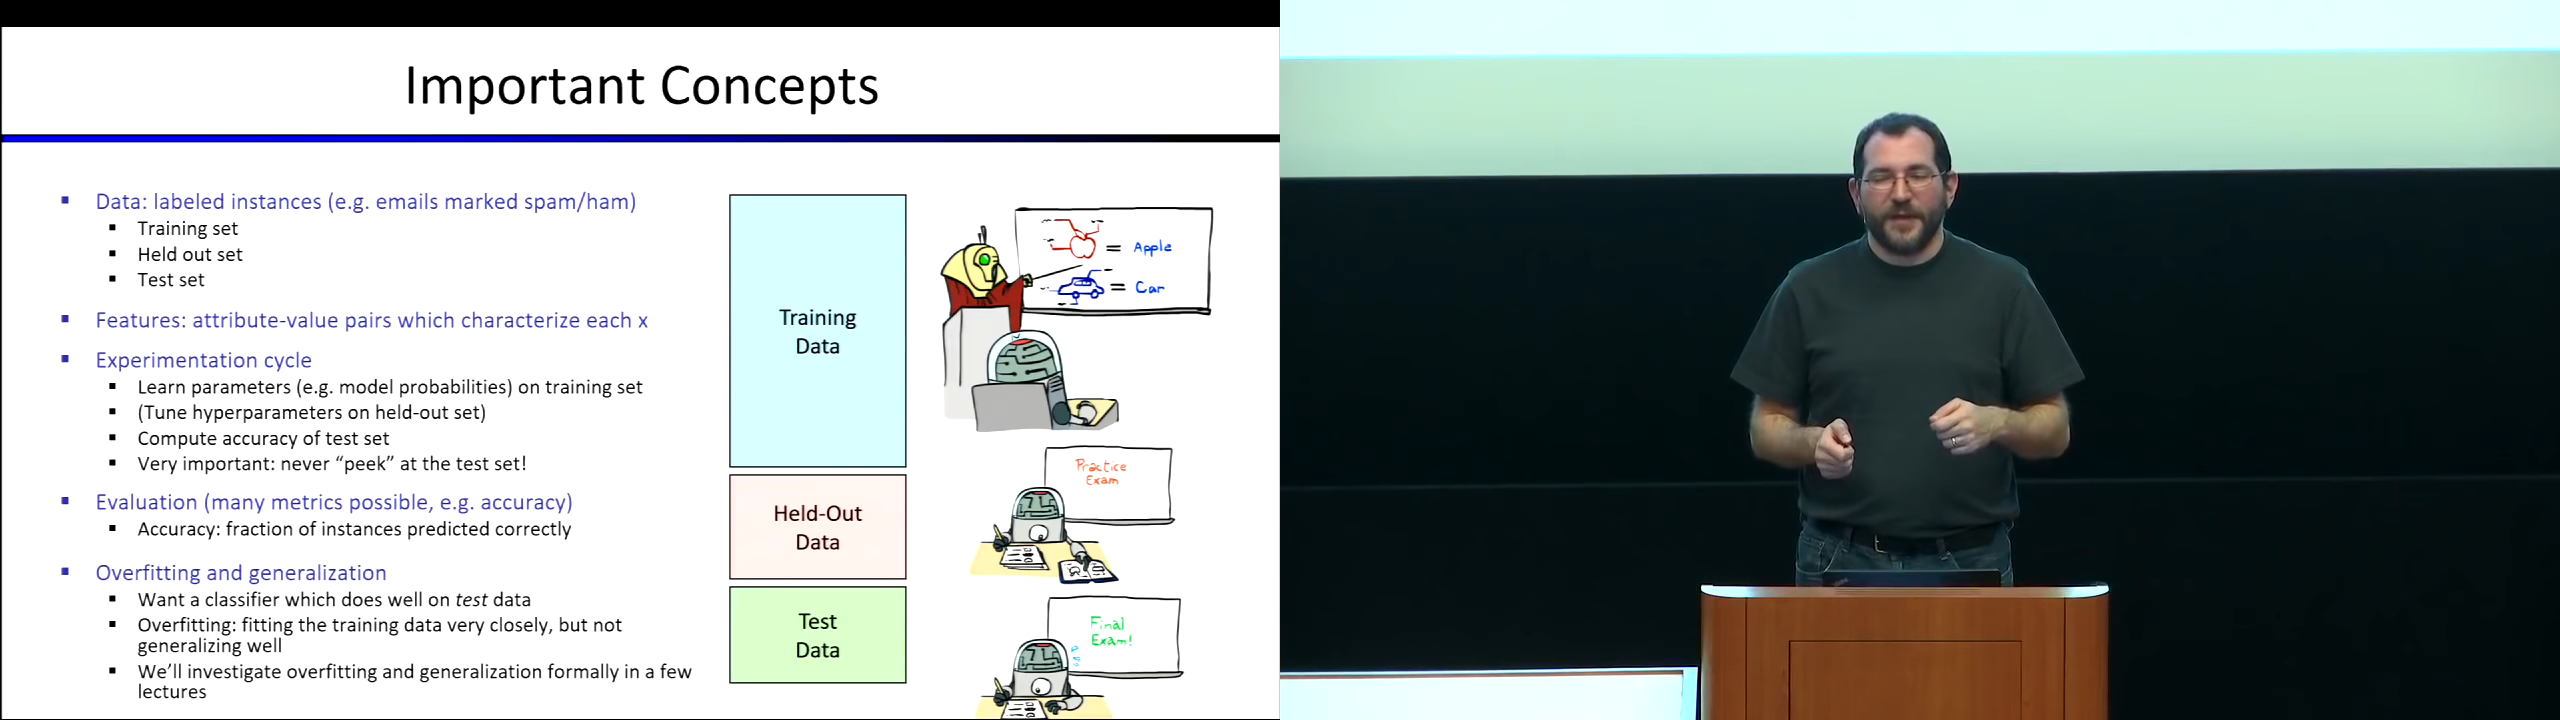 Important Concepts
Data: labeled instances (e.g. emails marked spam/ham)
Training set
Held out set
Test set
Features: attribute-value pairs which characterize each x
Experimentation cycle
Learn parameters (e.g. model probabilities) on training set
(Tune hyperparameters on held-out set)
Compute accuracy of test set
Very important: never “peek” at the test set!
Evaluation (many metrics possible, e.g. accuracy)
Accuracy: fraction of instances predicted correctly
Overfitting and generalization
Want a classifier which does well on test data
Overfitting: fitting the training data very closely, but not
generalizing well
We’ll investigate overfitting and generalization formally in a few
lectures
Training
Data
Held-Out
Data
Test
Data
= Apple
= Car
Practice
Exam
Final
Exam!